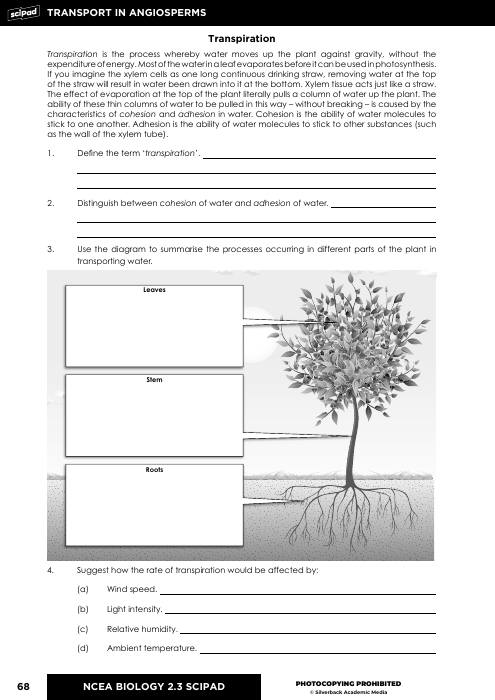 scipad
TRANSPORT IN ANGIOSPERMS
Transpiration
Transpiration is the process whereby water moves up the plant against gravity, without the
expenditure of energy. Most of the water in a leaf evaporates before it can be used in photosynthesis.
If you imagine the xylem cells as one long continuous drinking straw, removing water at the top
of the straw will result in water been drawn into it at the bottom. Xylem tissue acts just like a straw.
The effect of evaporation at the top of the plant literally pulls a column of water up the plant. The
ability of these thin columns of water to be pulled in this way – without breaking – is caused by the
characteristics of cohesion and adhesion in water. Cohesion is the ability of water molecules to
stick to one another. Adhesion is the ability of water molecules to stick to other substances (such
as the wall of the xylem tube).
1. Define the term ‘transpiration’.
2. Distinguish between cohesion of water and adhesion of water.
3. Use the diagram to summarise the processes occurring in different parts of the plant in
transporting water.
Leaves
Stem
Roots
4. Suggest how the rate of transpiration would be affected by:
(a) Wind speed.
(b) Light intensity.
(c) Relative humidity.
(d) Ambient temperature.
68
NCEA BIOLOGY 2.3 SCIPAD
PHOTOCOPYING PROHIBITED
© Silverback Academic Media